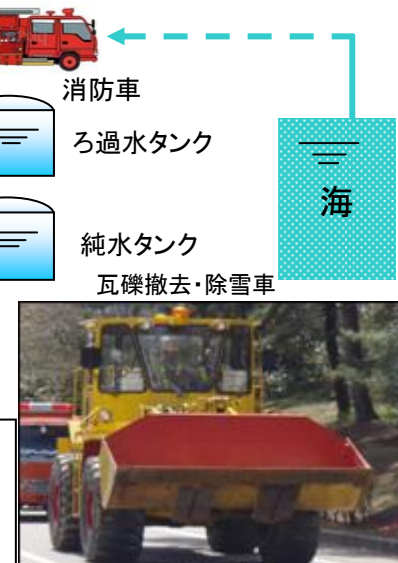 消防車
ろ過水タンク
海
純水タンク
瓦礫撤去・除雪車